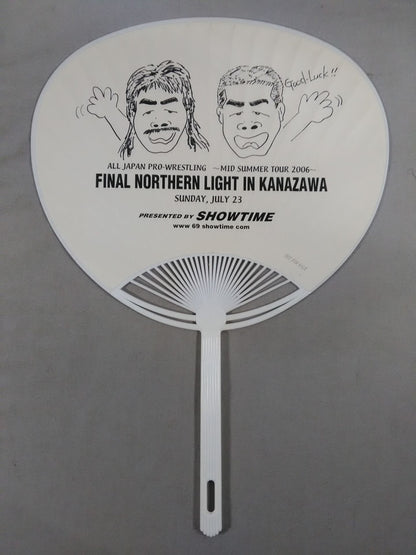 Good-Luck!!
ALL JAPAN PRO-WRESTLING ～MID SUMMER TOUR 2006～
FINAL NORTHERN LIGHT IN KANAZAWA
SUNDAY, JULY 23
PRESENTED BY SHOWTIME
www 69 showtime com